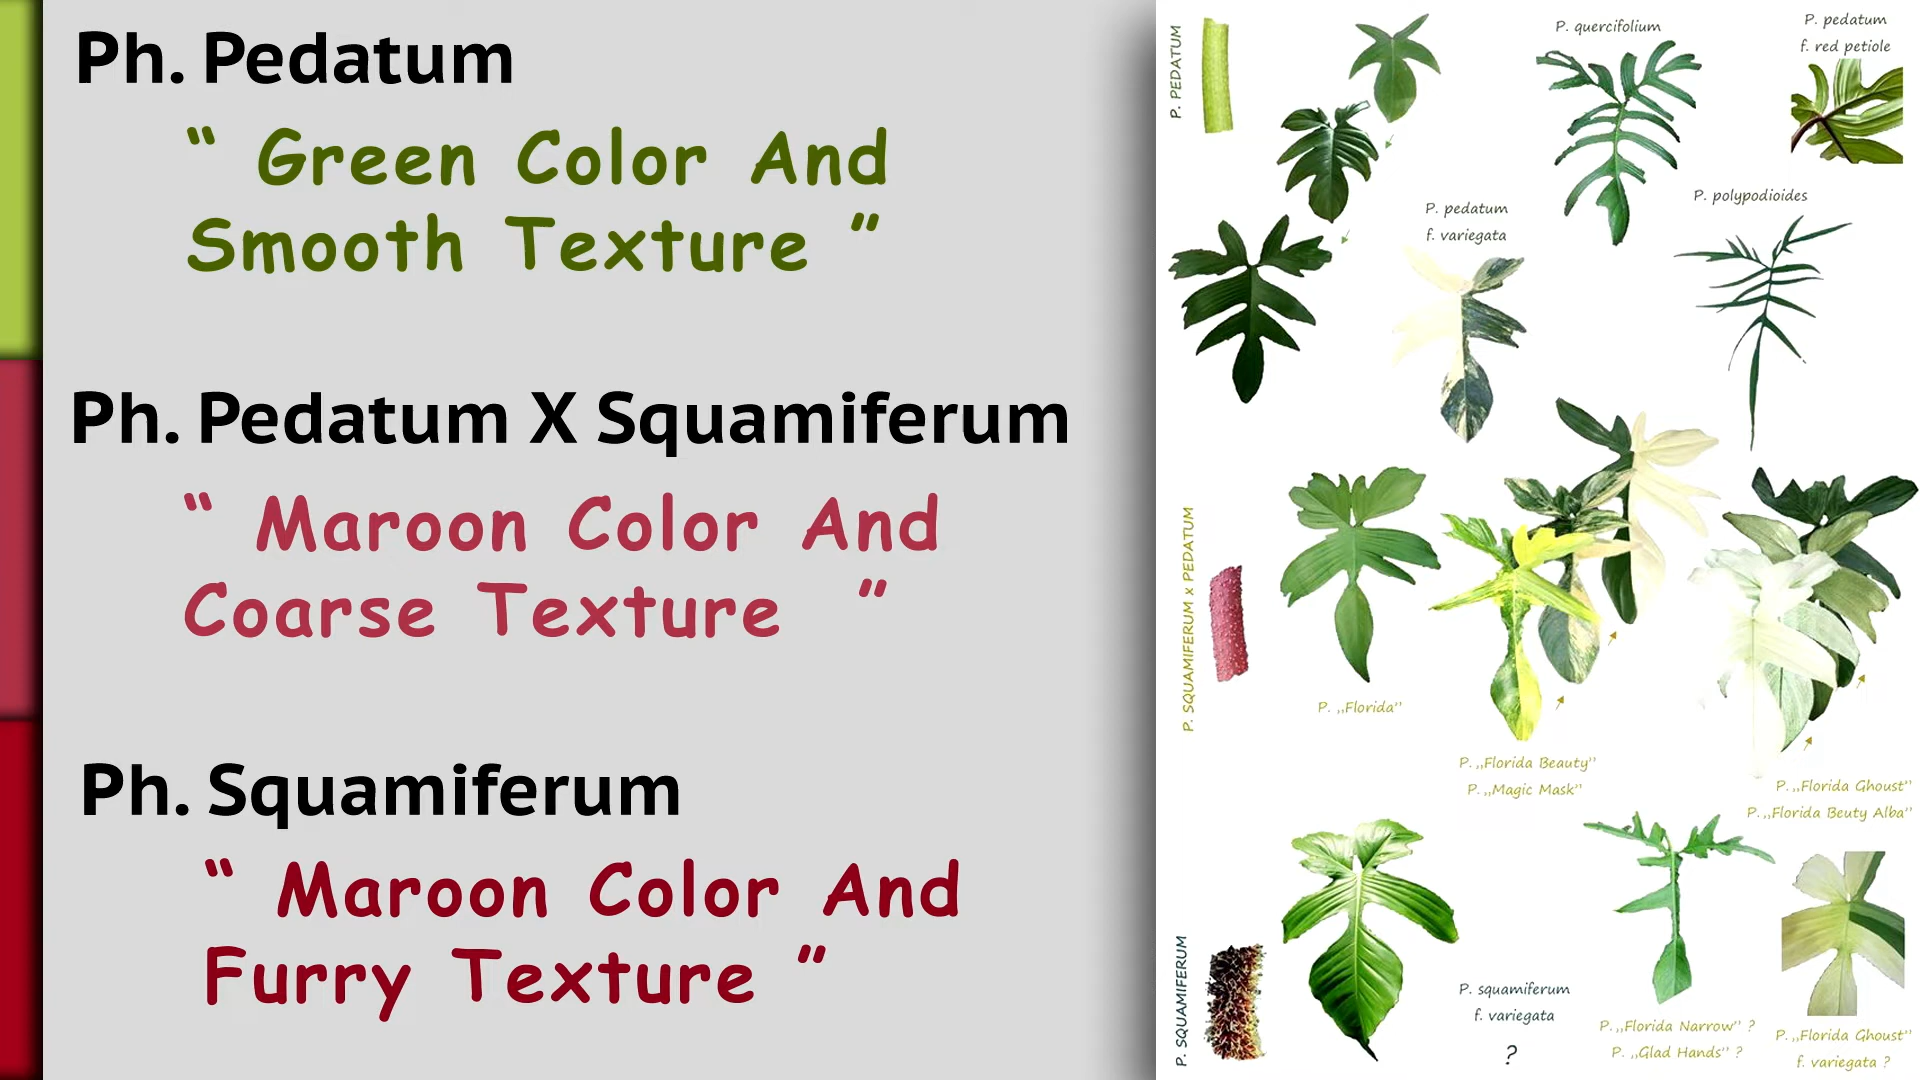 Ph. Pedatum
“ Green Color And
Smooth Texture ”
Ph. Pedatum X Squamiferum
“ Maroon Color And
Coarse Texture ”
Ph. Squamiferum
“ Maroon Color And
Furry Texture ”
P. PEDATUM
P. quercifolium
P. pedatum
f. red petiole
P. pedatum
f. variegata
P. polypodioides
P. SQUAMIFERUM x PEDATUM
P. „Florida”
P. „Florida Beauty”
P. „Magic Mask”
P. „Florida Ghoust”
P. „Florida Beuty Alba”
P. SQUAMIFERUM
P. squamiferum
f. variegata
?
P. „Florida Narrow” ?
P. „Glad Hands” ?
P. „Florida Ghoust”
f. variegata ?